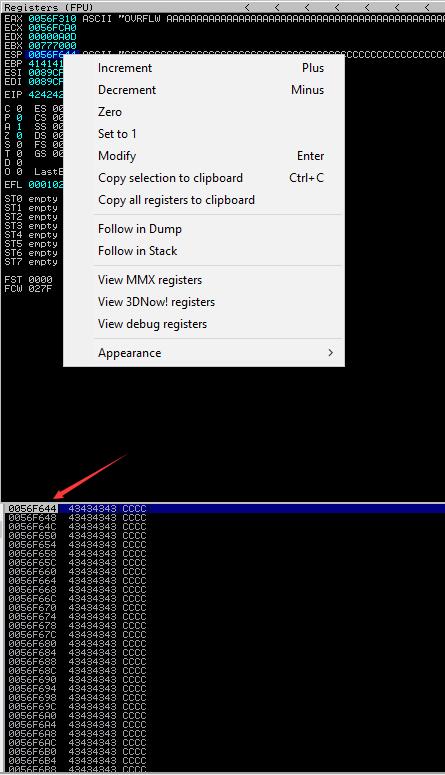 Registers (FPU) < < < < < <
EAX 0056F310 ASCII "OVRFLW AAAAAAAAAAAAAAAAAAAAAAAAAAAAAAAAAAAAA
ECX 0056FCA0
EDX 00000A0D
EBX 00777000
ESP 0056F644 ASCII "CCCCCCCCCCCCCCCCCCCCCCCCCCCCCCCCCCCCCCCCCCCC
EBP 414141
ESI 0089CF
EDI 0089CF
EIP 424242
C 0 ES 00
P 0 CS 00
A 1 SS 00
Z 0 DS 00
S 0 FS 00
T 0 GS 00
D 0
O 0 LastE
EFL 000102
ST0 empty
ST1 empty
ST2 empty
ST3 empty
ST4 empty
ST5 empty
ST6 empty
ST7 empty
FST 0000
FCW 027F
Increment Plus
Decrement Minus
Zero
Set to 1
Modify Enter
Copy selection to clipboard Ctrl+C
Copy all registers to clipboard
Follow in Dump
Follow in Stack
View MMX registers
View 3DNow! registers
View debug registers
Appearance >
0056F644 43434343 CCCC
0056F648 43434343 CCCC
0056F64C 43434343 CCCC
0056F650 43434343 CCCC
0056F654 43434343 CCCC
0056F658 43434343 CCCC
0056F65C 43434343 CCCC
0056F660 43434343 CCCC
0056F664 43434343 CCCC
0056F668 43434343 CCCC
0056F66C 43434343 CCCC
0056F670 43434343 CCCC
0056F674 43434343 CCCC
0056F678 43434343 CCCC
0056F67C 43434343 CCCC
0056F680 43434343 CCCC
0056F684 43434343 CCCC
0056F688 43434343 CCCC
0056F68C 43434343 CCCC
0056F690 43434343 CCCC
0056F694 43434343 CCCC
0056F698 43434343 CCCC
0056F69C 43434343 CCCC
0056F6A0 43434343 CCCC
0056F6A4 43434343 CCCC
0056F6A8 43434343 CCCC
0056F6AC 43434343 CCCC
0056F6B0 43434343 CCCC
0056F6B4 43434343 CCCC
0056F6B8 43434343 CCCC